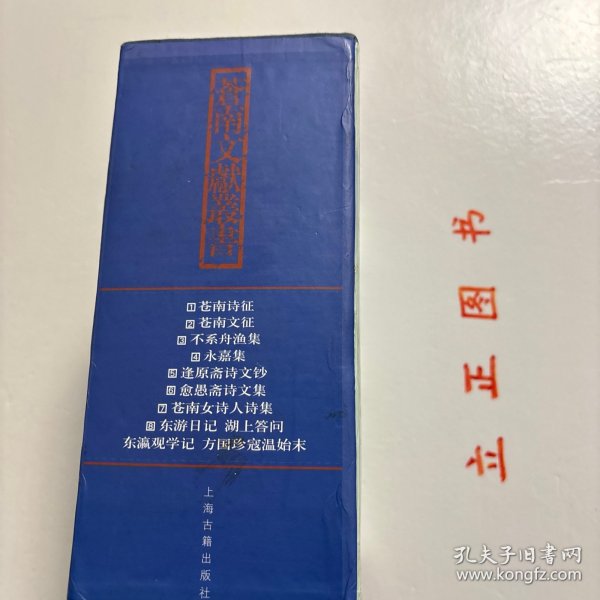 蒼南文獻叢書
1 苍南诗征
2 苍南文征
3 不系舟渔集
4 永嘉集
5 逢原斋诗文钞
6 愈愚斋诗文集
7 苍南女诗人诗集
8 东游日记 湖上答问
东瀛观学记 方国珍寇温始末
上海古籍出版社
立正图书
孔夫子旧书网
www.kongfz.com